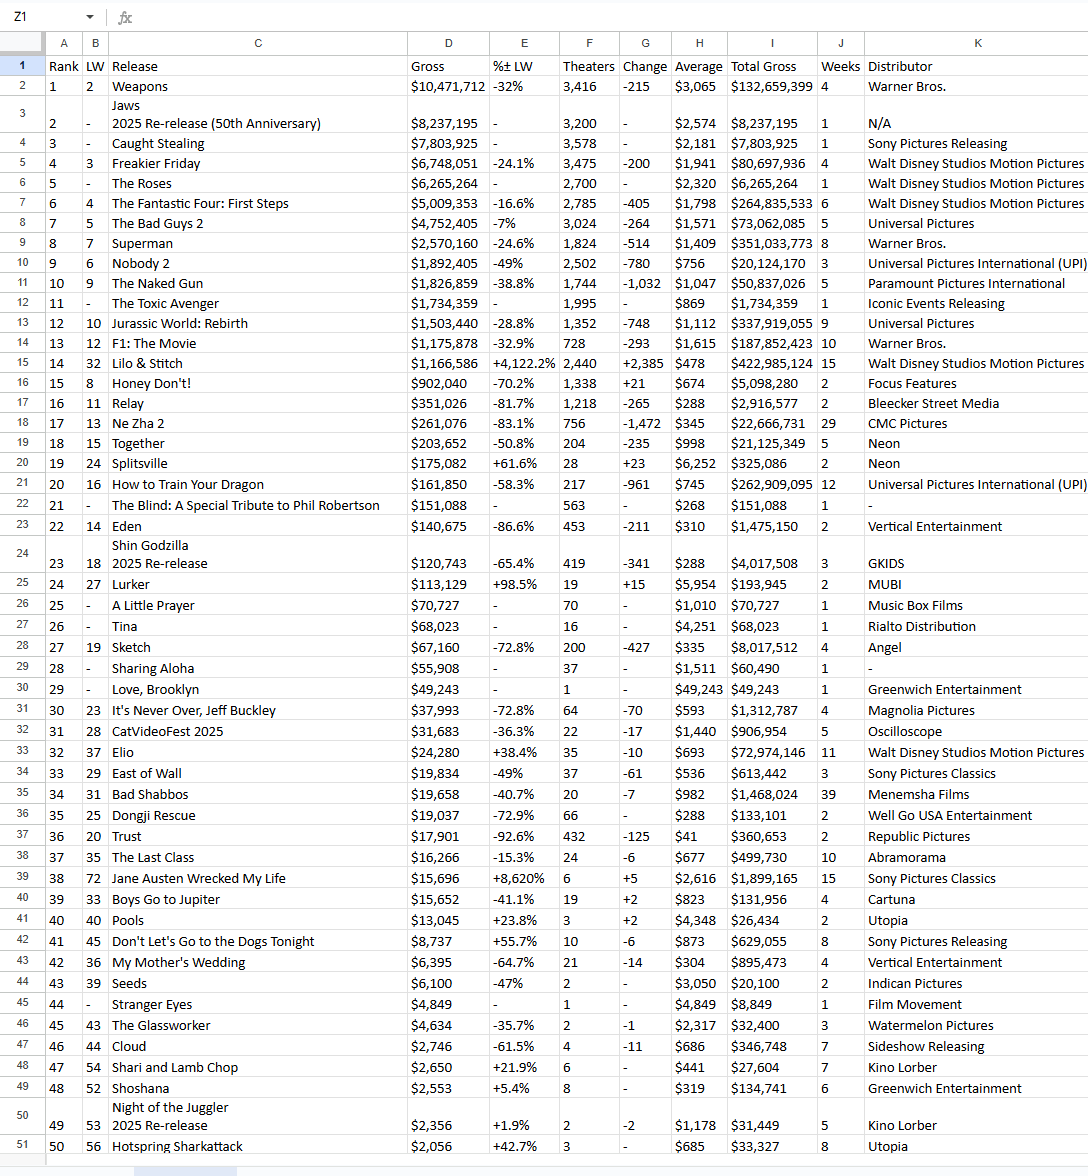 Z1 fx
A B C D E F G H I J K
1 Rank LW Release Gross %± LW Theaters Change Average Total Gross Weeks Distributor
2 1 2 Weapons $10,471,712 -32% 3,416 -215 $3,065 $132,659,399 4 Warner Bros.
Jaws
3 2 - 2025 Re-release (50th Anniversary) $8,237,195 - 3,200 - $2,574 $8,237,195 1 N/A
4 3 - Caught Stealing $7,803,925 - 3,578 - $2,181 $7,803,925 1 Sony Pictures Releasing
5 4 3 Freakier Friday $6,748,051 -24.1% 3,475 -200 $1,941 $80,697,936 4 Walt Disney Studios Motion Pictures
6 5 - The Roses $6,265,264 - 2,700 - $2,320 $6,265,264 1 Walt Disney Studios Motion Pictures
7 6 4 The Fantastic Four: First Steps $5,009,353 -16.6% 2,785 -405 $1,798 $264,835,533 6 Walt Disney Studios Motion Pictures
8 7 5 The Bad Guys 2 $4,752,405 -7% 3,024 -264 $1,571 $73,062,085 5 Universal Pictures
9 8 7 Superman $2,570,160 -24.6% 1,824 -514 $1,409 $351,033,773 8 Warner Bros.
10 9 6 Nobody 2 $1,892,405 -49% 2,502 -780 $756 $20,124,170 3 Universal Pictures International (UPI)
11 10 9 The Naked Gun $1,826,859 -38.8% 1,744 -1,032 $1,047 $50,837,026 5 Paramount Pictures International
12 11 - The Toxic Avenger $1,734,359 - 1,995 - $869 $1,734,359 1 Iconic Events Releasing
13 12 10 Jurassic World: Rebirth $1,503,440 -28.8% 1,352 -748 $1,112 $337,919,055 9 Universal Pictures
14 13 12 F1: The Movie $1,175,878 -32.9% 728 -293 $1,615 $187,852,423 10 Warner Bros.
15 14 32 Lilo & Stitch $1,166,586 +4,122.2% 2,440 +2,385 $478 $422,985,124 15 Walt Disney Studios Motion Pictures
16 15 8 Honey Don't! $902,040 -70.2% 1,338 +21 $674 $5,098,280 2 Focus Features
17 16 11 Relay $351,026 -81.7% 1,218 -265 $288 $2,916,577 2 Bleecker Street Media
18 17 13 Ne Zha 2 $261,076 -83.1% 756 -1,472 $345 $22,666,731 29 CMC Pictures
19 18 15 Together $203,652 -50.8% 204 -235 $998 $21,125,349 5 Neon
20 19 24 Splitsville $175,082 +61.6% 28 +23 $6,252 $325,086 2 Neon
21 20 16 How to Train Your Dragon $161,850 -58.3% 217 -961 $745 $262,909,095 12 Universal Pictures International (UPI)
22 21 - The Blind: A Special Tribute to Phil Robertson $151,088 - 563 - $268 $151,088 1 -
23 22 14 Eden $140,675 -86.6% 453 -211 $310 $1,475,150 2 Vertical Entertainment
Shin Godzilla
24 23 18 2025 Re-release $120,743 -65.4% 419 -341 $288 $4,017,508 3 GKIDS
25 24 27 Lurker $113,129 +98.5% 19 +15 $5,954 $193,945 2 MUBI
26 25 - A Little Prayer $70,727 - 70 - $1,010 $70,727 1 Music Box Films
27 26 - Tina $68,023 - 16 - $4,251 $68,023 1 Rialto Distribution
28 27 19 Sketch $67,160 -72.8% 200 -427 $335 $8,017,512 4 Angel
29 28 - Sharing Aloha $55,908 - 37 - $1,511 $60,490 1 -
30 29 - Love, Brooklyn $49,243 - 1 - $49,243 $49,243 1 Greenwich Entertainment
31 30 23 It's Never Over, Jeff Buckley $37,993 -72.8% 64 -70 $593 $1,312,787 4 Magnolia Pictures
32 31 28 CatVideoFest 2025 $31,683 -36.3% 22 -17 $1,440 $906,954 5 Oscilloscope
33 32 37 Elio $24,280 +38.4% 35 -10 $693 $72,974,146 11 Walt Disney Studios Motion Pictures
34 33 29 East of Wall $19,834 -49% 37 -61 $536 $613,442 3 Sony Pictures Classics
35 34 31 Bad Shabbos $19,658 -40.7% 20 -7 $982 $1,468,024 39 Menemsha Films
36 35 25 Dongji Rescue $19,037 -72.9% 66 - $288 $133,101 2 Well Go USA Entertainment
37 36 20 Trust $17,901 -92.6% 432 -125 $41 $360,653 2 Republic Pictures
38 37 35 The Last Class $16,266 -15.3% 24 -6 $677 $499,730 10 Abramorama
39 38 72 Jane Austen Wrecked My Life $15,696 +8,620% 6 +5 $2,616 $1,899,165 15 Sony Pictures Classics
40 39 33 Boys Go to Jupiter $15,652 -41.1% 19 +2 $823 $131,956 4 Cartuna
41 40 40 Pools $13,045 +23.8% 3 +2 $4,348 $26,434 2 Utopia
42 41 45 Don't Let's Go to the Dogs Tonight $8,737 +55.7% 10 -6 $873 $629,055 8 Sony Pictures Releasing
43 42 36 My Mother's Wedding $6,395 -64.7% 21 -14 $304 $895,473 4 Vertical Entertainment
44 43 39 Seeds $6,100 -47% 2 - $3,050 $20,100 2 Indican Pictures
45 44 - Stranger Eyes $4,849 - 1 - $4,849 $8,849 1 Film Movement
46 45 43 The Glassworker $4,634 -35.7% 2 -1 $2,317 $32,400 3 Watermelon Pictures
47 46 44 Cloud $2,746 -61.5% 4 -11 $686 $346,748 7 Sideshow Releasing
48 47 54 Shari and Lamb Chop $2,650 +21.9% 6 - $441 $27,604 7 Kino Lorber
49 48 52 Shoshana $2,553 +5.4% 8 - $319 $134,741 6 Greenwich Entertainment
Night of the Juggler
50 49 53 2025 Re-release $2,356 +1.9% 2 -2 $1,178 $31,449 5 Kino Lorber
51 50 56 Hotspring Sharkattack $2,056 +42.7% 3 - $685 $33,327 8 Utopia